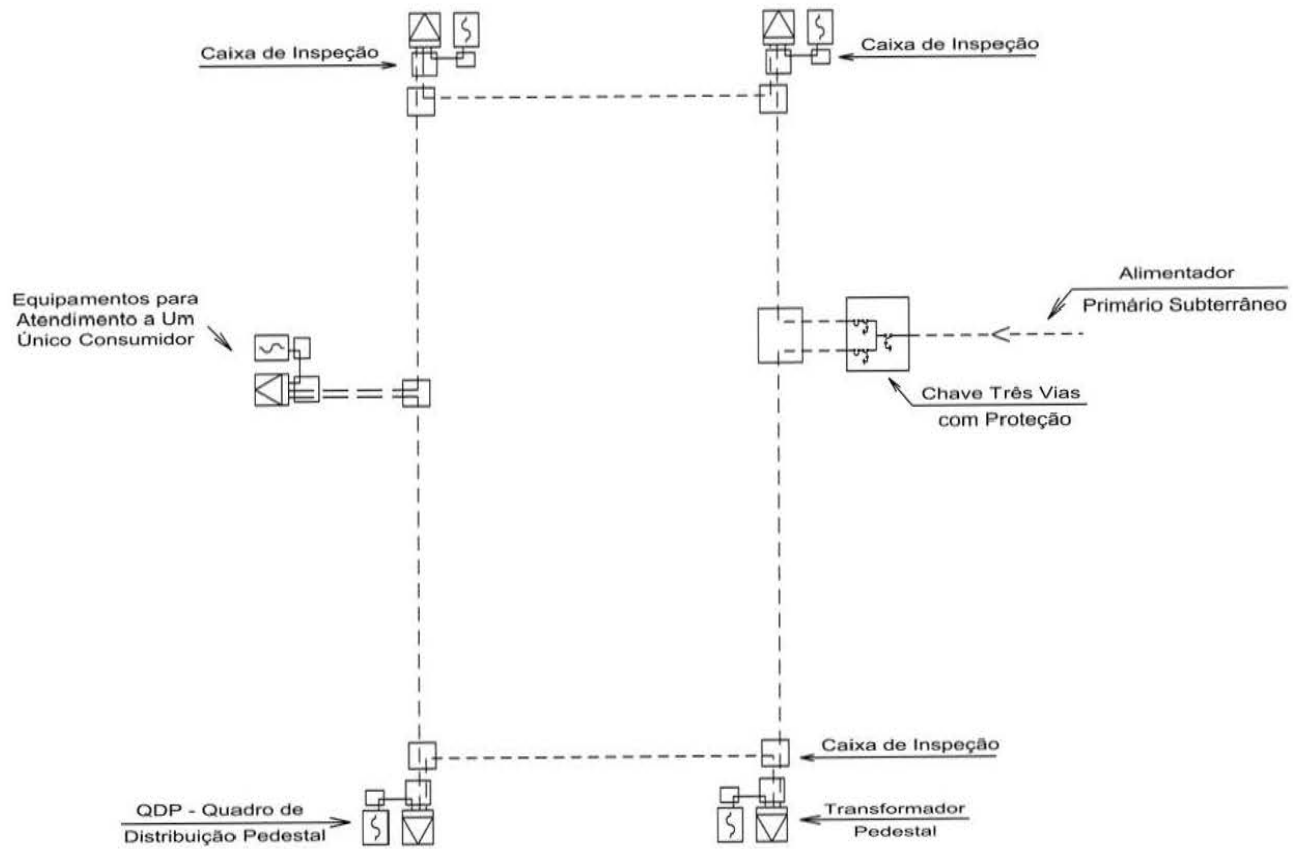 Caixa de Inspeção
Caixa de Inspeção
Equipamentos para
Atendimento a Um
Único Consumidor
Alimentador
Primário Subterrâneo
Chave Três Vias
com Proteção
Caixa de Inspeção
QDP - Quadro de
Distribuição Pedestal
Transformador
Pedestal